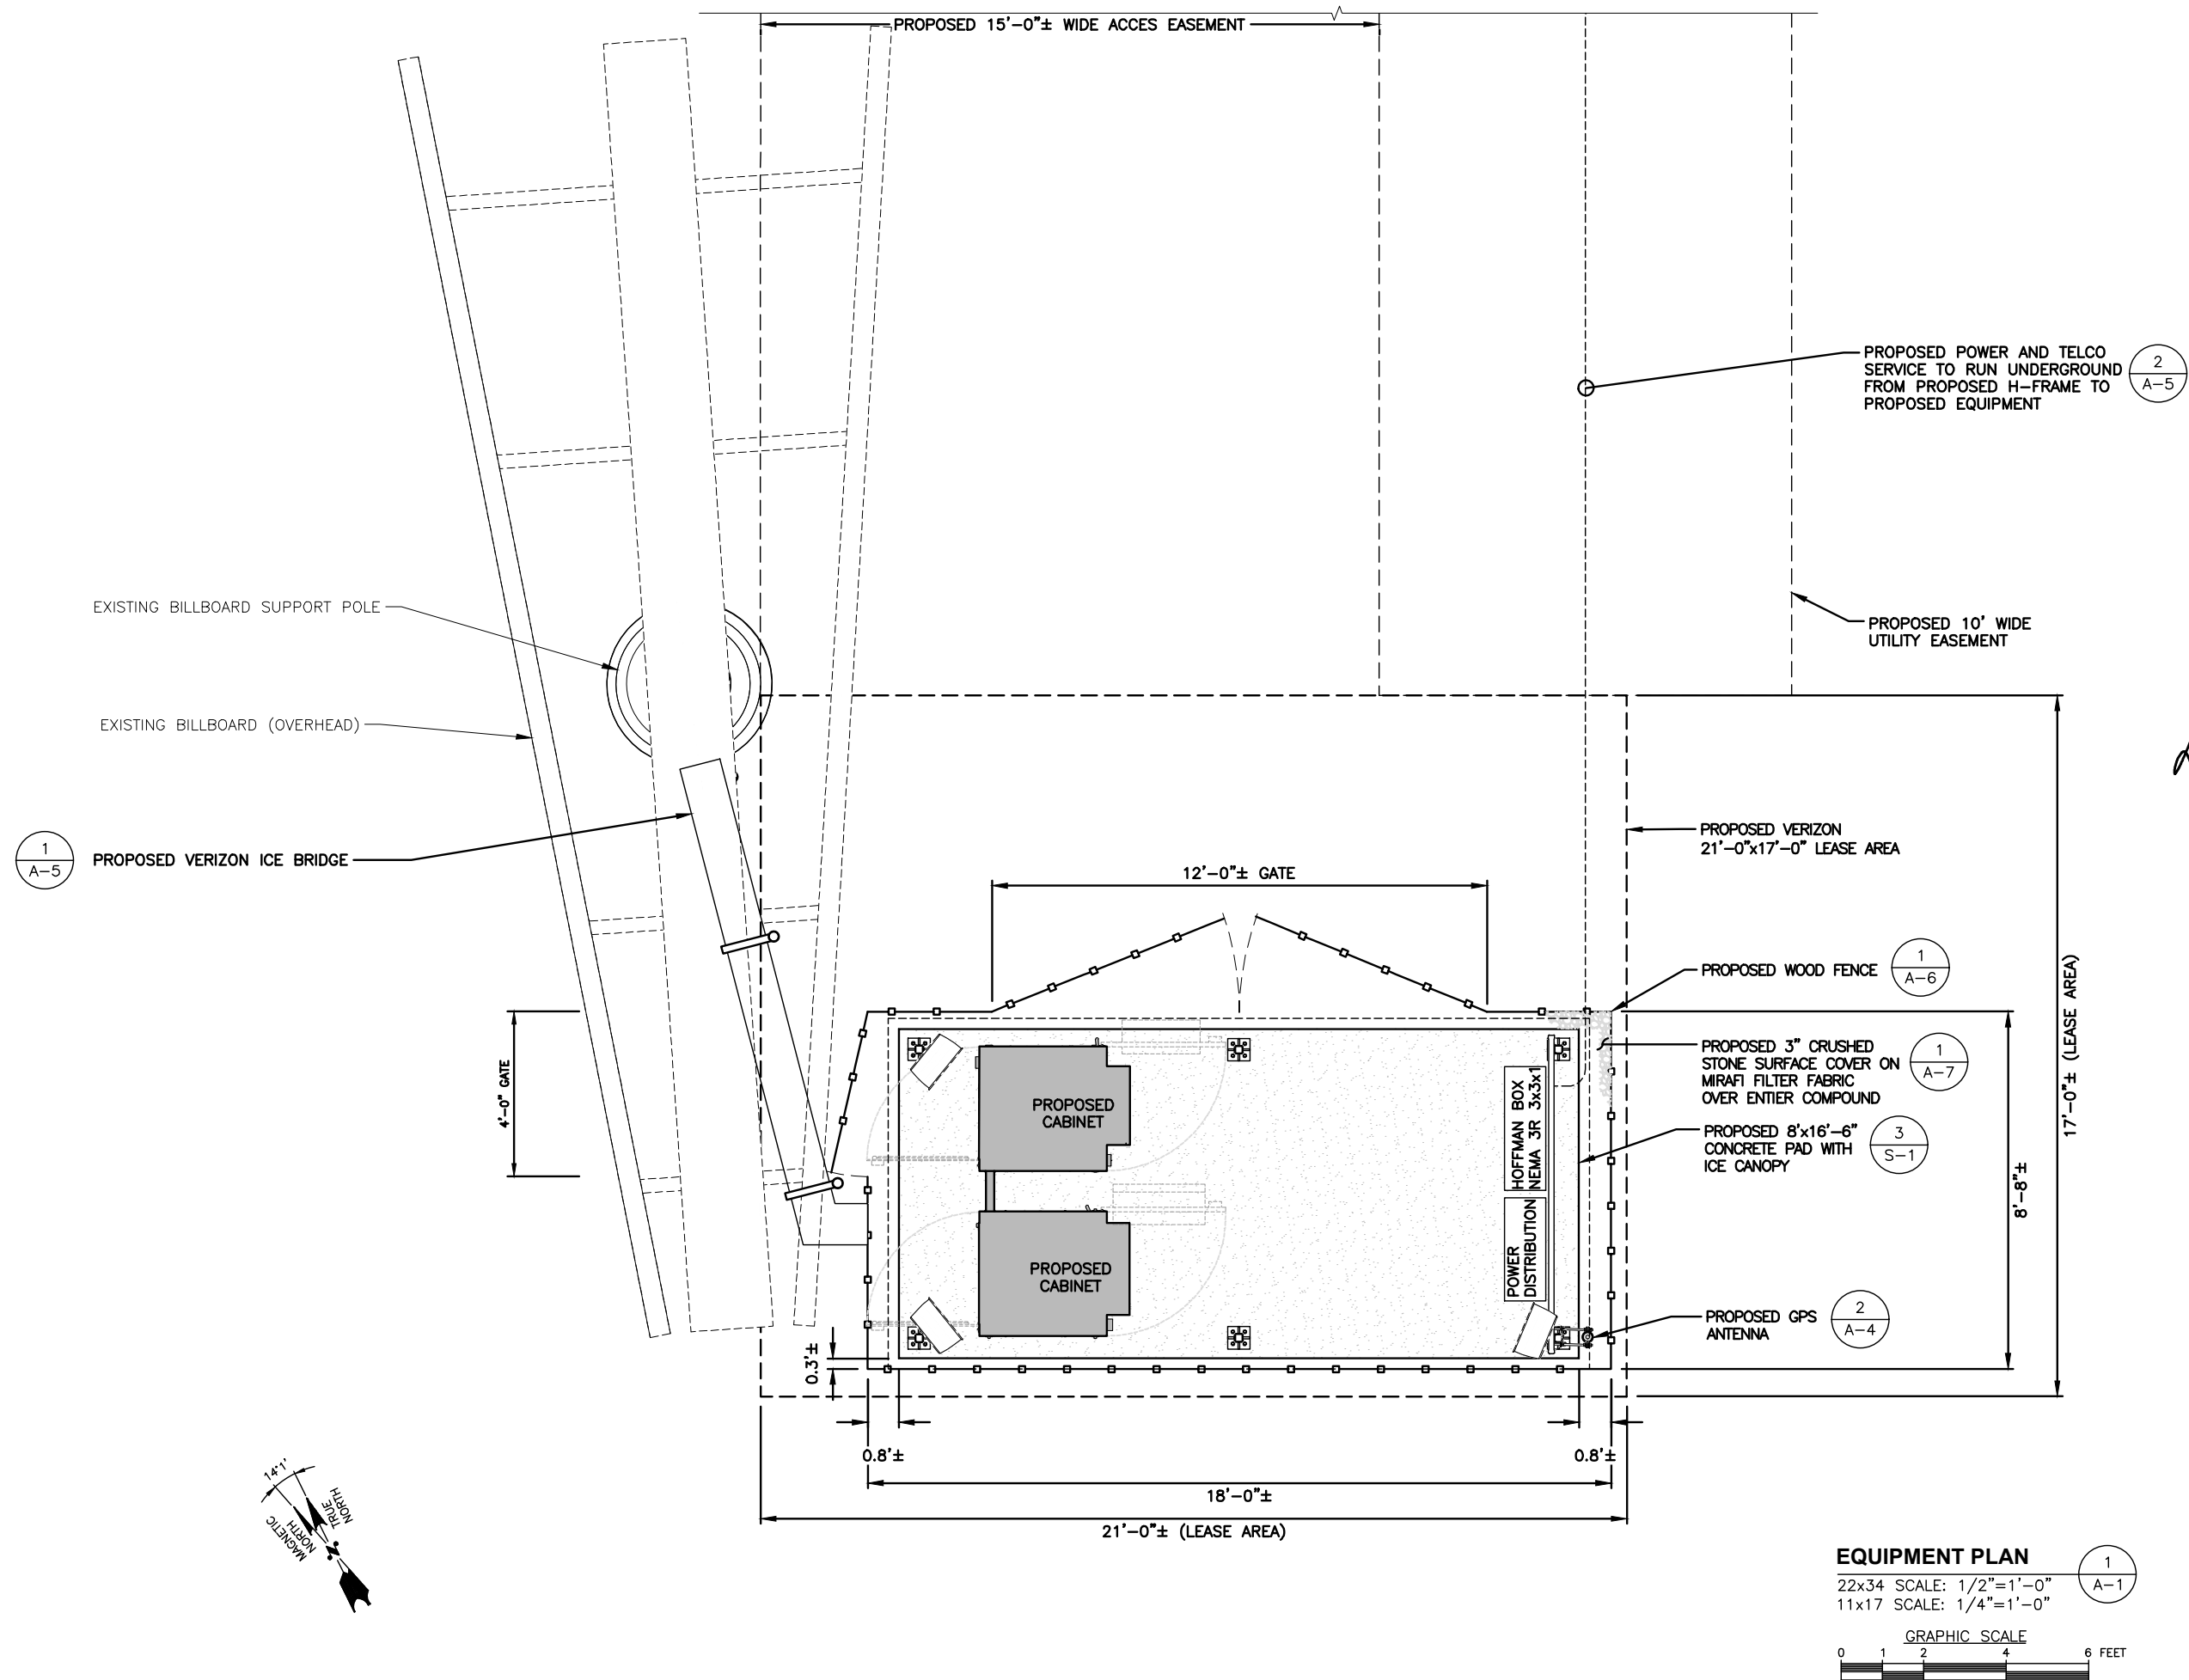 PROPOSED 15'-0"± WIDE ACCES EASEMENT
PROPOSED POWER AND TELCO
SERVICE TO RUN UNDERGROUND
FROM PROPOSED H-FRAME TO
PROPOSED EQUIPMENT
2
A-5
EXISTING BILLBOARD SUPPORT POLE
PROPOSED 10' WIDE
UTILITY EASEMENT
EXISTING BILLBOARD (OVERHEAD)
1
A-5
PROPOSED VERIZON ICE BRIDGE
PROPOSED VERIZON
21'-0"x17'-0" LEASE AREA
12'-0"± GATE
PROPOSED WOOD FENCE
1
A-6
4'-0" GATE
PROPOSED 3" CRUSHED
STONE SURFACE COVER ON
MIRAFI FILTER FABRIC
OVER ENTIER COMPOUND
1
A-7
PROPOSED
CABINET
HOFFMAN BOX
NEMA 3R 3x3x1
PROPOSED 8'x16'-6"
CONCRETE PAD WITH
ICE CANOPY
3
S-1
17'-0"± (LEASE AREA)
8'-8"±
PROPOSED
CABINET
POWER
DISTRIBUTION
PROPOSED GPS
ANTENNA
2
A-4
0.3'±
0.8'±
0.8'±
18'-0"±
21'-0"± (LEASE AREA)
14°1'
TRUE
NORTH
MAGNETIC
NORTH
N
EQUIPMENT PLAN
1
A-1
22x34 SCALE: 1/2"=1'-0"
11x17 SCALE: 1/4"=1'-0"
GRAPHIC SCALE
0 1 2 4 6 FEET